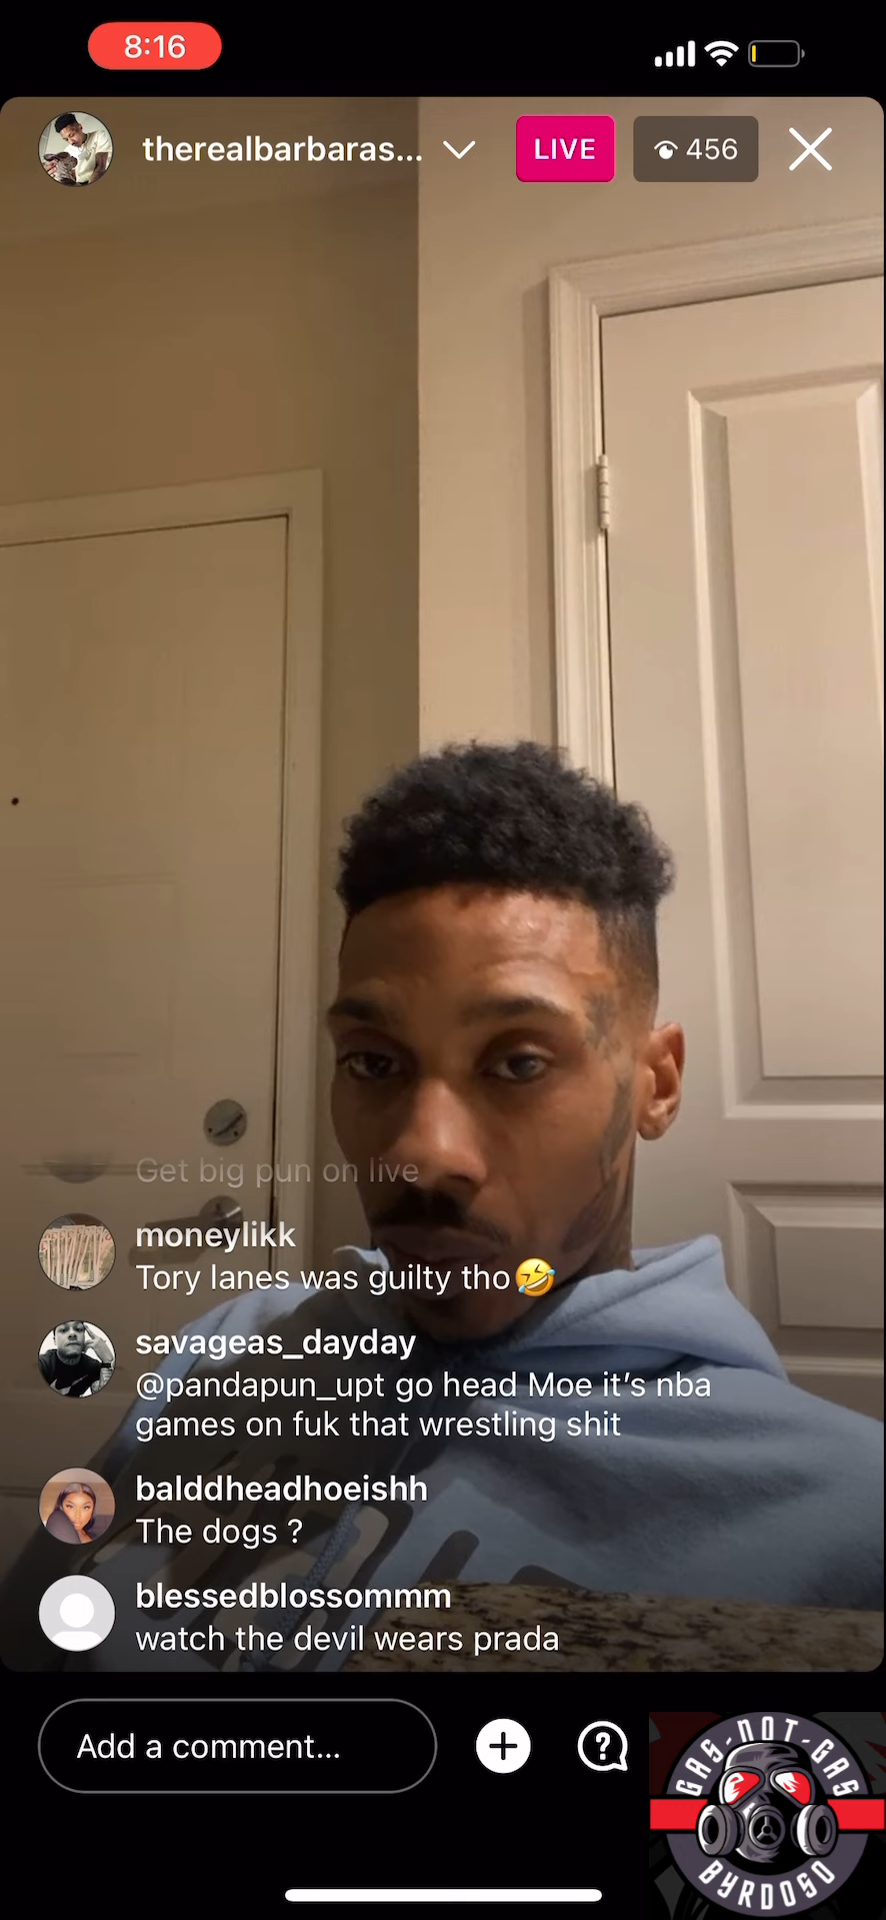 8:16
therealbarbaras...
LIVE
456
Get big pun on live
moneylikk
Tory lanes was guilty tho🤣
savageas_dayday
@pandapun_upt go head Moe it’s nba
games on fuk that wrestling shit
balddheadhoeishh
The dogs ?
blessedblossommm
watch the devil wears prada
Add a comment...
GAS-NOT-GAS
BYRDOSO